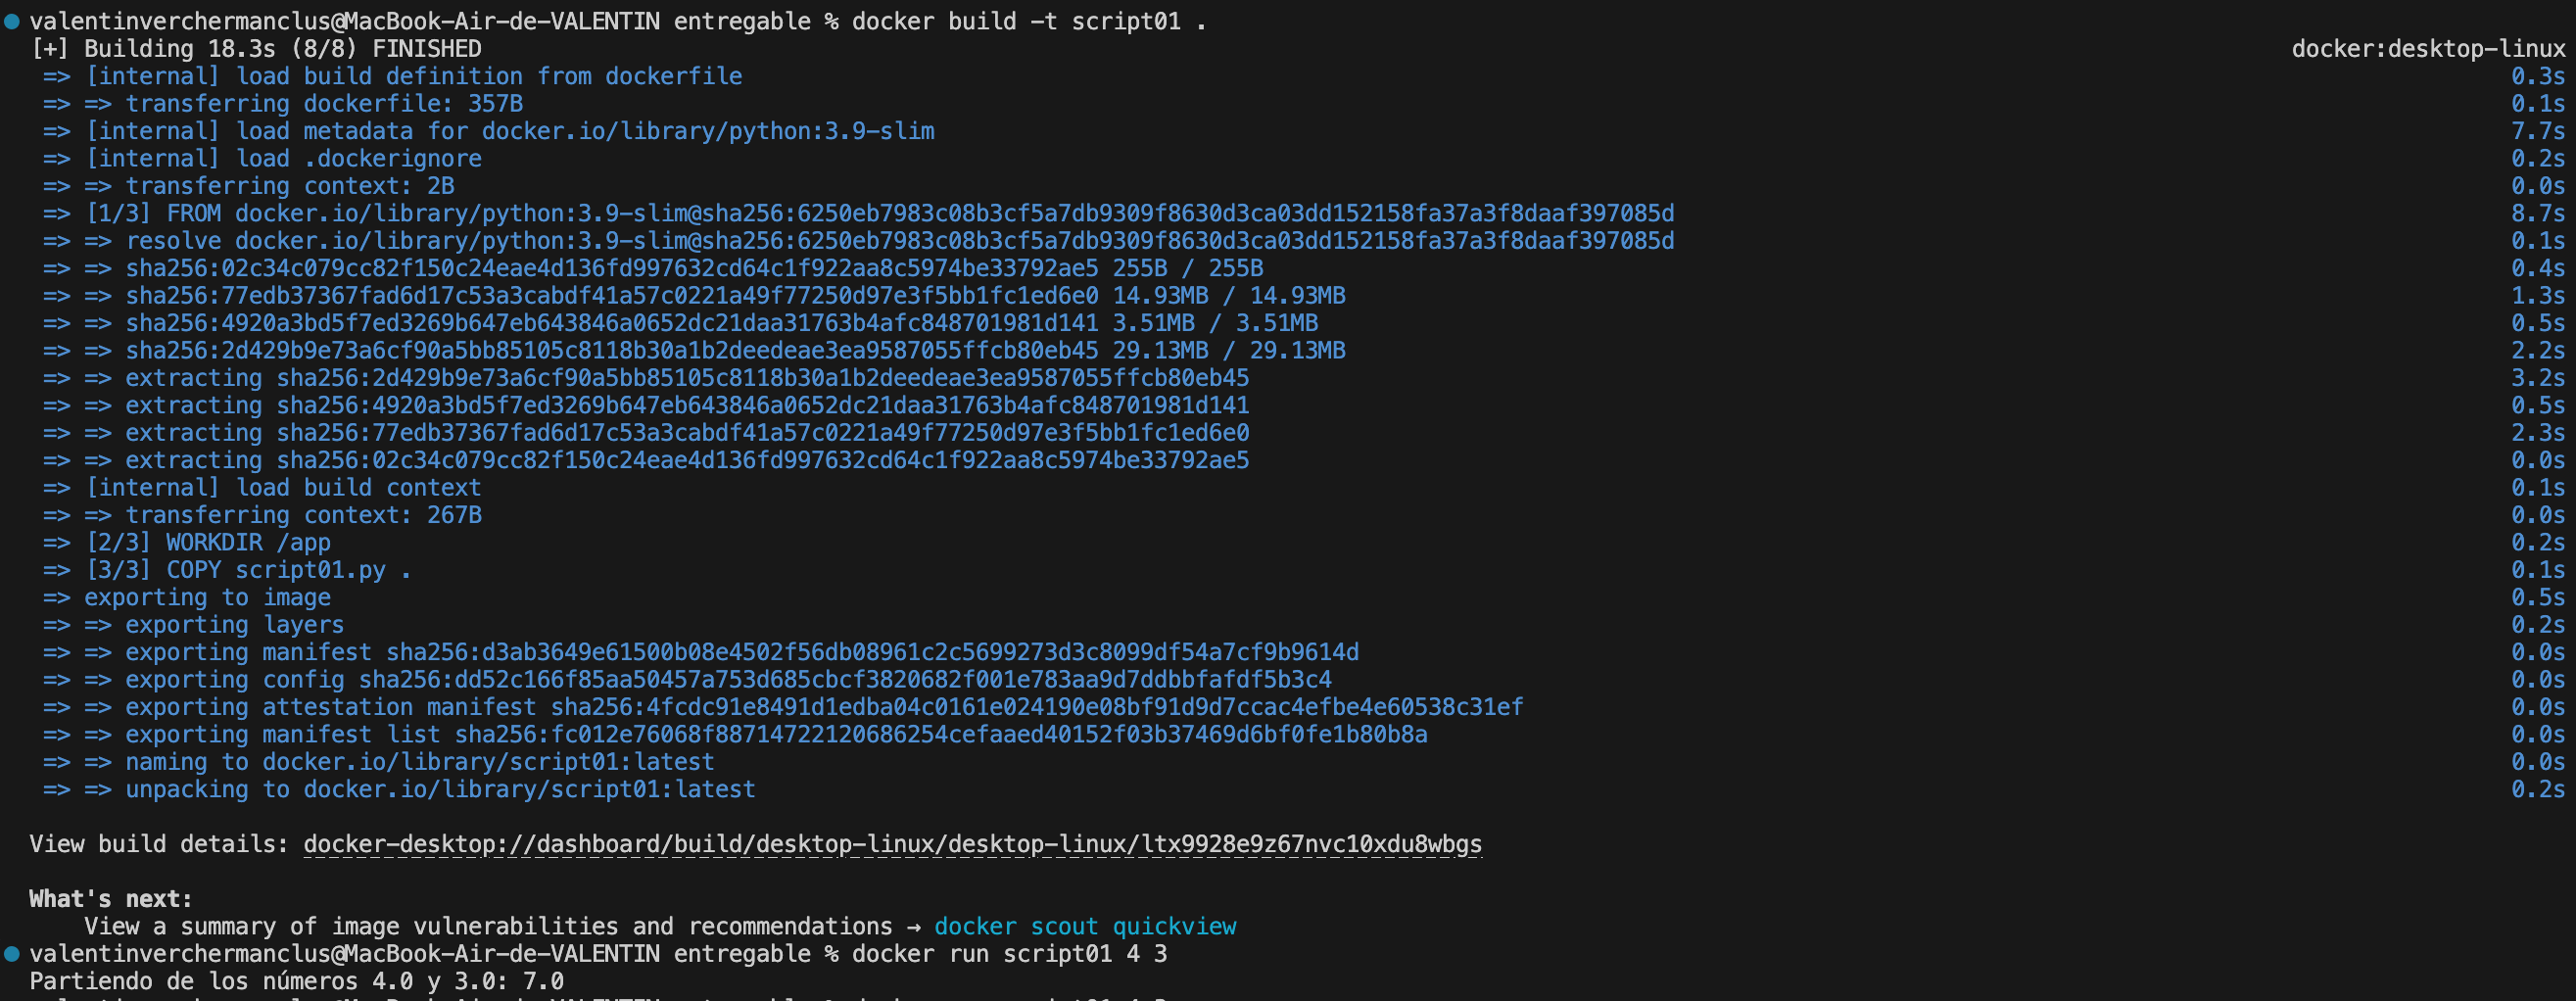 valentinverchermanclus@MacBook-Air-de-VALENTIN entregable % docker build -t script01 .
[+] Building 18.3s (8/8) FINISHED docker:desktop-linux
=> [internal] load build definition from dockerfile 0.3s
=> => transferring dockerfile: 357B 0.1s
=> [internal] load metadata for docker.io/library/python:3.9-slim 7.7s
=> [internal] load .dockerignore 0.2s
=> => transferring context: 2B 0.0s
=> [1/3] FROM docker.io/library/python:3.9-slim@sha256:6250eb7983c08b3cf5a7db9309f8630d3ca03dd152158fa37a3f8daaf397085d 8.7s
=> => resolve docker.io/library/python:3.9-slim@sha256:6250eb7983c08b3cf5a7db9309f8630d3ca03dd152158fa37a3f8daaf397085d 0.1s
=> => sha256:02c34c079cc82f150c24eae4d136fd997632cd64c1f922aa8c5974be33792ae5 255B / 255B 0.4s
=> => sha256:77edb37367fad6d17c53a3cabdf41a57c0221a49f77250d97e3f5bb1fc1ed6e0 14.93MB / 14.93MB 1.3s
=> => sha256:4920a3bd5f7ed3269b647eb643846a0652dc21daa31763b4afc848701981d141 3.51MB / 3.51MB 0.5s
=> => sha256:2d429b9e73a6cf90a5bb85105c8118b30a1b2deedeae3ea9587055ffcb80eb45 29.13MB / 29.13MB 2.2s
=> => extracting sha256:2d429b9e73a6cf90a5bb85105c8118b30a1b2deedeae3ea9587055ffcb80eb45 3.2s
=> => extracting sha256:4920a3bd5f7ed3269b647eb643846a0652dc21daa31763b4afc848701981d141 0.5s
=> => extracting sha256:77edb37367fad6d17c53a3cabdf41a57c0221a49f77250d97e3f5bb1fc1ed6e0 2.3s
=> => extracting sha256:02c34c079cc82f150c24eae4d136fd997632cd64c1f922aa8c5974be33792ae5 0.0s
=> [internal] load build context 0.1s
=> => transferring context: 267B 0.0s
=> [2/3] WORKDIR /app 0.2s
=> [3/3] COPY script01.py . 0.1s
=> exporting to image 0.5s
=> => exporting layers 0.2s
=> => exporting manifest sha256:d3ab3649e61500b08e4502f56db08961c2c5699273d3c8099df54a7cf9b9614d 0.0s
=> => exporting config sha256:dd52c166f85aa50457a753d685cbcf3820682f001e783aa9d7ddbbfafdf5b3c4 0.0s
=> => exporting attestation manifest sha256:4fcdc91e8491d1edba04c0161e024190e08bf91d9d7ccac4efbe4e60538c31ef 0.0s
=> => exporting manifest list sha256:fc012e76068f88714722120686254cefaaed40152f03b37469d6bf0fe1b80b8a 0.0s
=> => naming to docker.io/library/script01:latest 0.0s
=> => unpacking to docker.io/library/script01:latest 0.2s
View build details: docker-desktop://dashboard/build/desktop-linux/desktop-linux/ltx9928e9z67nvc10xdu8wbgs
What's next:
View a summary of image vulnerabilities and recommendations → docker scout quickview
valentinverchermanclus@MacBook-Air-de-VALENTIN entregable % docker run script01 4 3
Partiendo de los números 4.0 y 3.0: 7.0